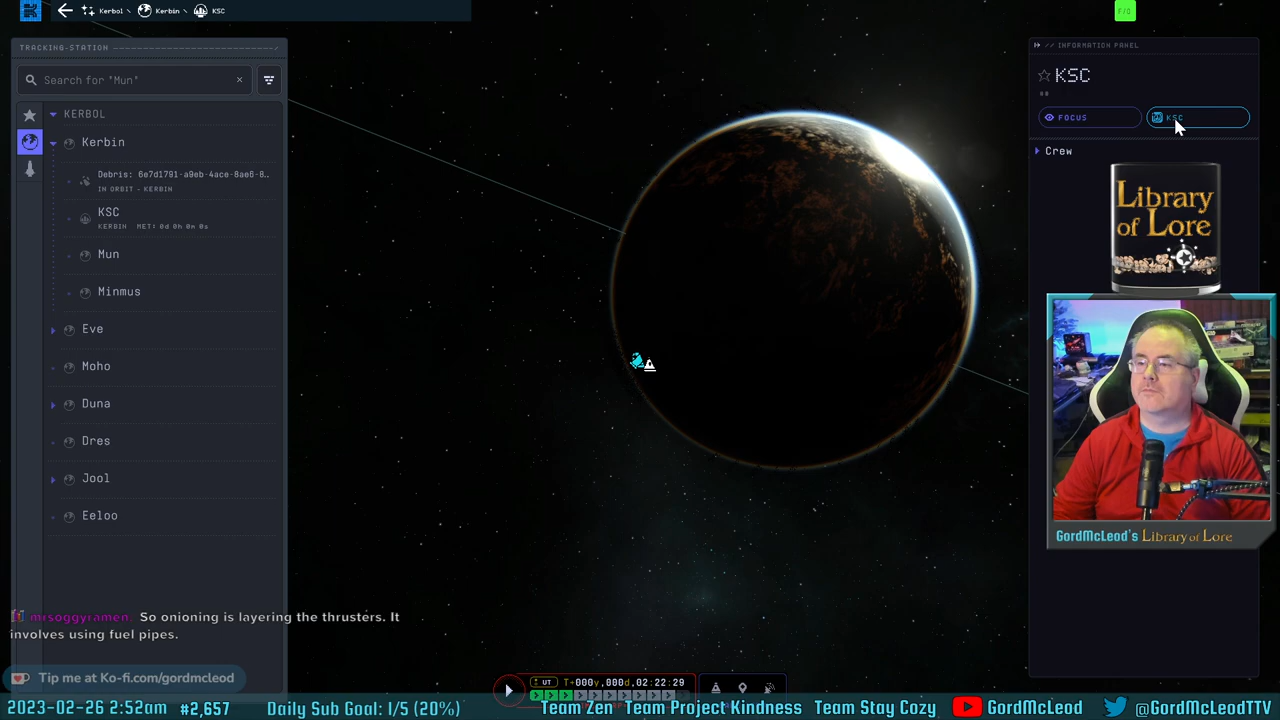 Kerbol
Kerbin
KSC
F/O
TRACKING-STATION
Search for "Mun"
KERBOL
Kerbin
Debris: 6e7d1791-a9eb-4ace-8ae6-8..
IN ORBIT - KERBIN
KSC
KERBIN MET: 0d 0h 0m 0s
Mun
Minmus
Eve
Moho
Duna
Dres
Jool
Eeloo
// INFORMATION PANEL
KSC
FOCUS
KSC
Crew
Library
of Lore
GordMcLeod's Library of Lore
misoggyramen: So onioning is layering the thrusters. It
involves using fuel pipes.
Tip me at Ko-fi.com/gordmcleod
UT T+000y,000d,02:22:29
2023-02-26 2:52am #2,657 Daily Sub Goal: 1/5 (20%) Team Zen Team Project Kindness Team Stay Cozy GordMcLeod @GordMcLeodTTV